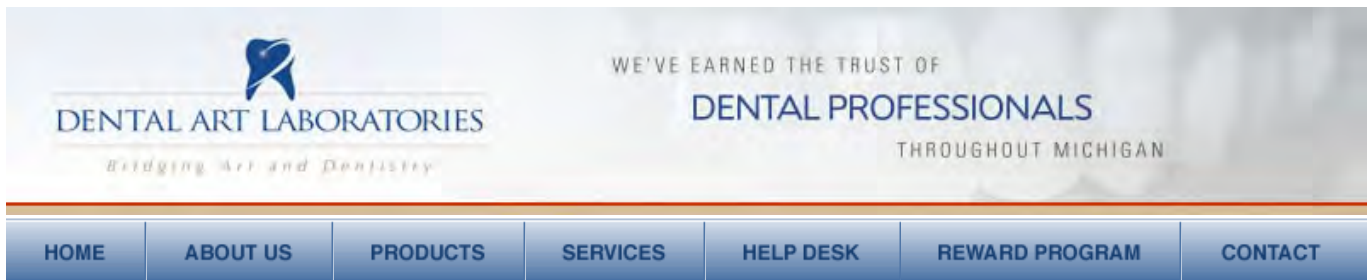 WE'VE EARNED THE TRUST OF
DENTAL PROFESSIONALS
THROUGHOUT MICHIGAN
DENTAL ART LABORATORIES
Bridging Art and Dentistry
HOME ABOUT US PRODUCTS SERVICES HELP DESK REWARD PROGRAM CONTACT